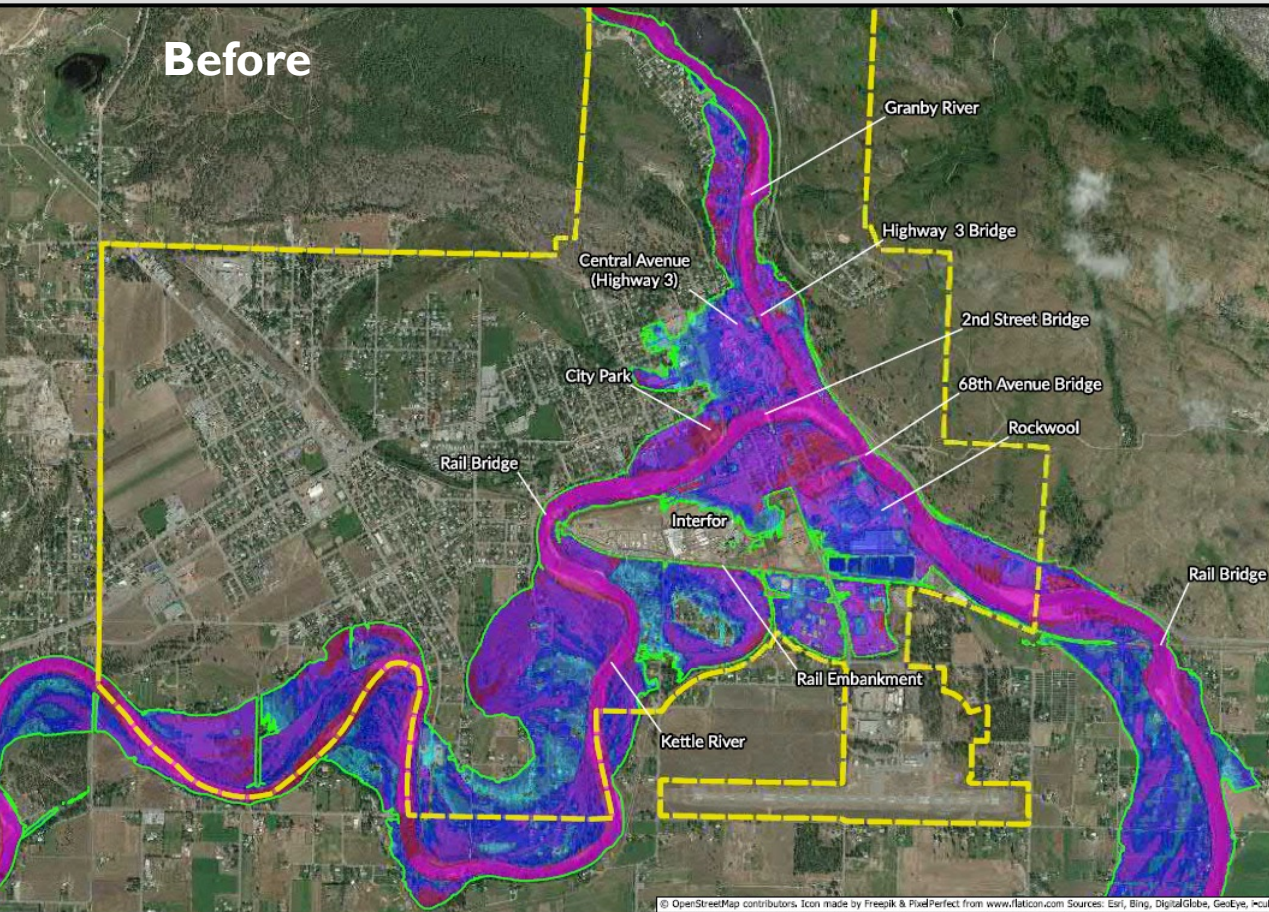 Before
Granby River
Highway 3 Bridge
Central Avenue
(Highway 3)
2nd Street Bridge
City Park
68th Avenue Bridge
Rockwool
Rail Bridge
Interfor
Rail Bridge
Rail Embankment
Kettle River
© OpenStreetMap contributors. Icon made by Freepik & PixelPerfect from www.flaticon.com Sources: Esri, Bing, DigitalGlobe, GeoEye,